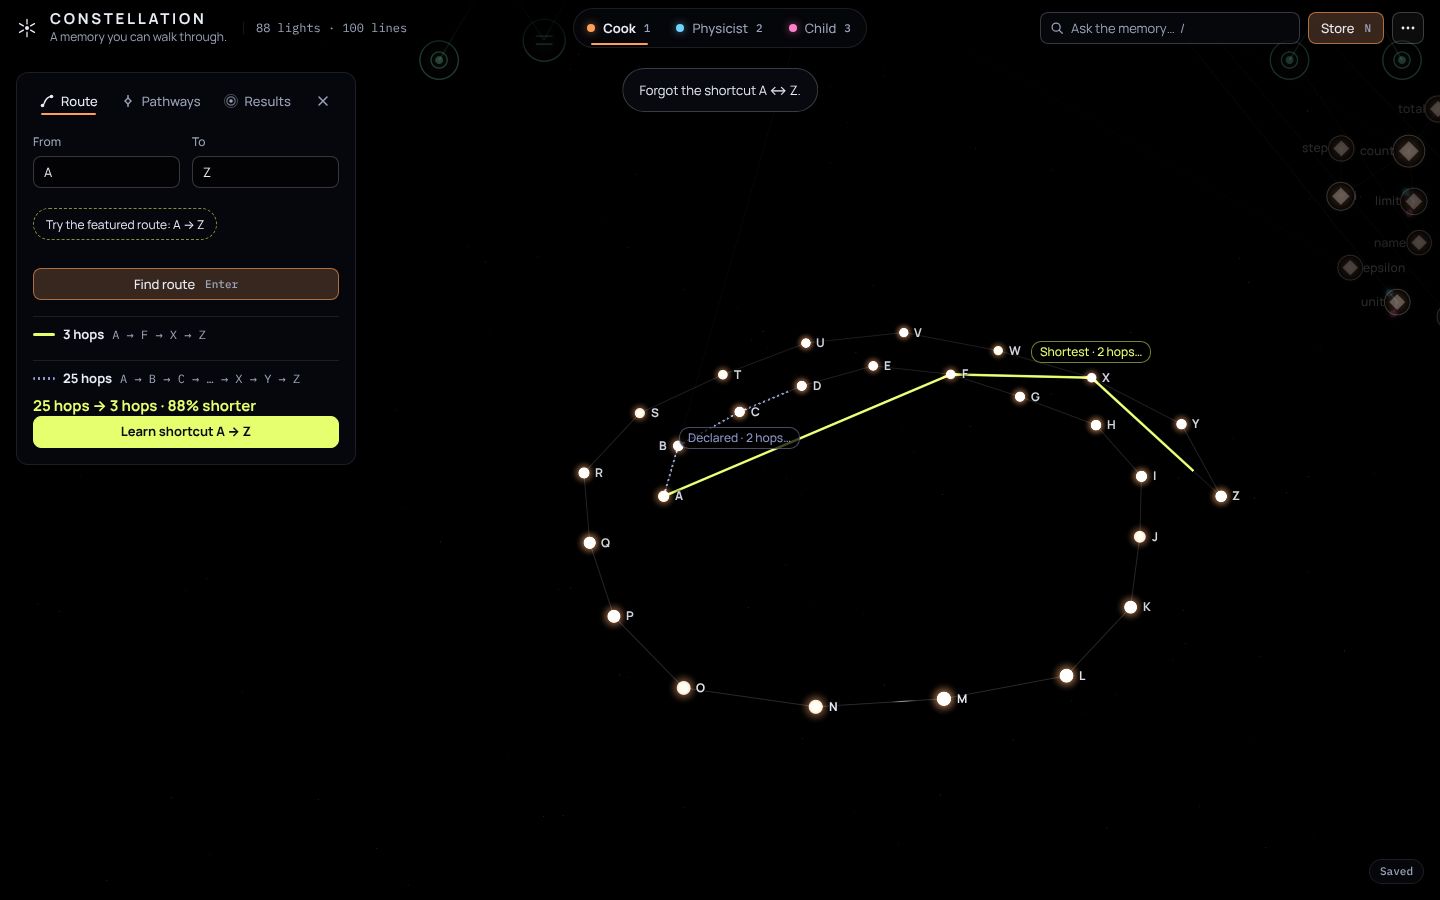 CONSTELLATION
A memory you can walk through.
88 lights · 100 lines
Cook 1
Physicist 2
Child 3
Ask the memory… /
Store N
Forgot the shortcut A ↔ Z.
Route
Pathways
Results
From
To
A
Z
Try the featured route: A → Z
Find route Enter
3 hops A → F → X → Z
25 hops A → B → C → … → X → Y → Z
25 hops → 3 hops · 88% shorter
Learn shortcut A → Z
total
step
count
limit
name
epsilon
unit
V
U
W
Shortest · 2 hops…
E
T
F
X
D
G
S
C
Y
H
B
Declared · 2 hops…
R
I
A
Z
J
Q
K
P
L
O
M
N
Saved